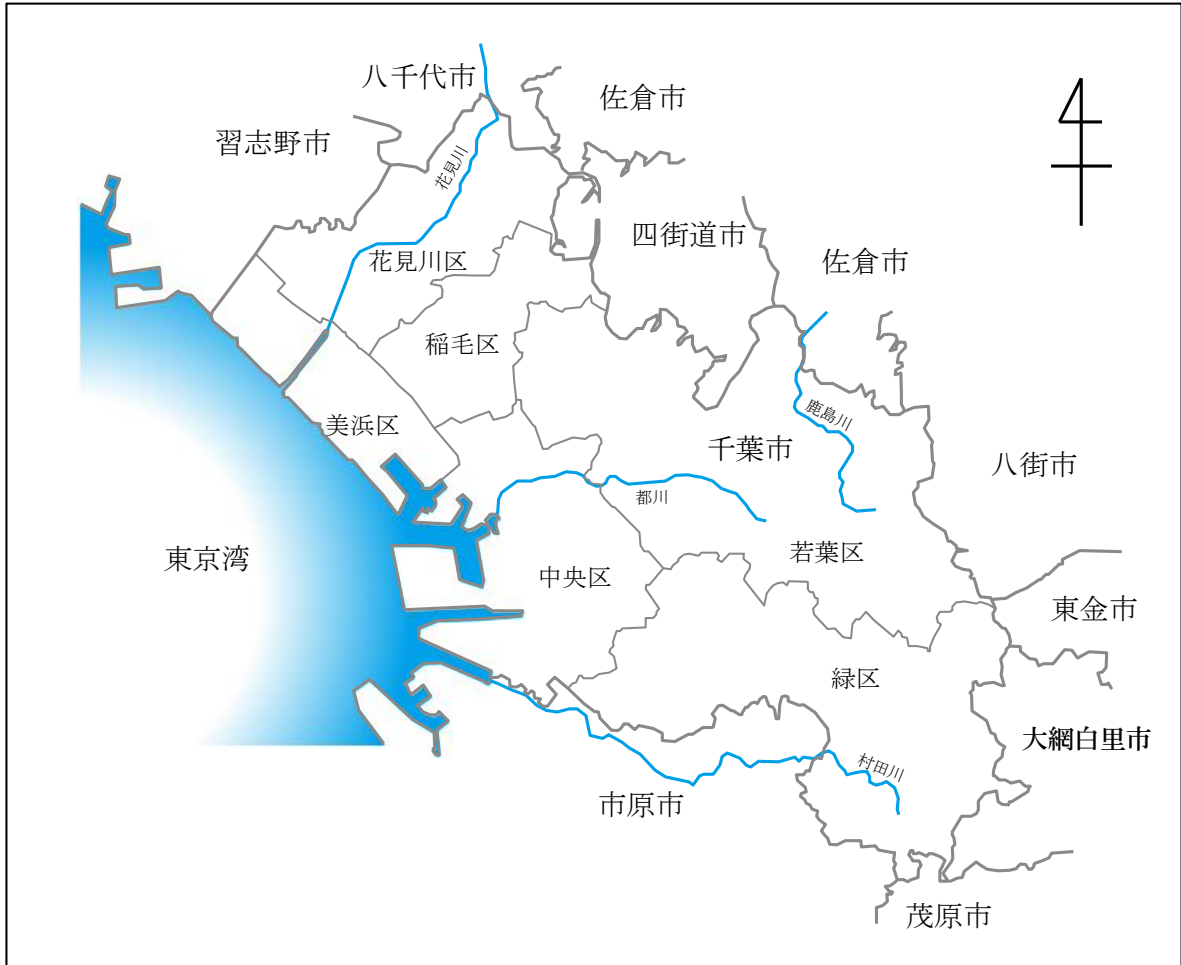 八千代市
佐倉市
習志野市
花見川
四街道市
佐倉市
花見川区
稲毛区
鹿島川
美浜区
千葉市
八街市
都川
東京湾
若葉区
中央区
東金市
緑区
大網白里市
村田川
市原市
茂原市